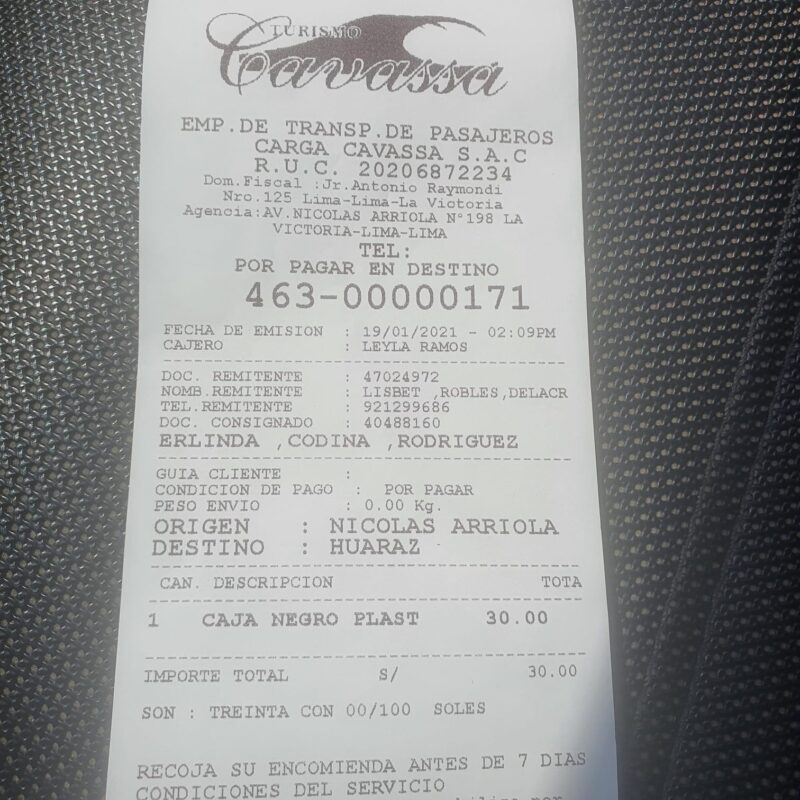 TURISMO
Cavassa
EMP.DE TRANSP.DE PASAJEROS
CARGA CAVASSA S.A.C
R.U.C. 20206872234
Dom.Fiscal :Jr.Antonio Raymondi
Nro.125 Lima-Lima-La Victoria
Agencia:AV.NICOLAS ARRIOLA N°198 LA
VICTORIA-LIMA-LIMA
TEL:
POR PAGAR EN DESTINO
463-00000171
FECHA DE EMISION : 19/01/2021 - 02:09PM
CAJERO : LEYLA RAMOS
DOC. REMITENTE : 47024972
NOMB.REMITENTE : LISBET ,ROBLES,DELACR
TEL.REMITENTE : 921299686
DOC. CONSIGNADO : 40488160
ERLINDA ,CODINA ,RODRIGUEZ
GUIA CLIENTE :
CONDICION DE PAGO : POR PAGAR
PESO ENVIO : 0.00 Kg.
ORIGEN : NICOLAS ARRIOLA
DESTINO : HUARAZ
CAN. DESCRIPCION TOTA
1 CAJA NEGRO PLAST 30.00
IMPORTE TOTAL S/ 30.00
SON : TREINTA CON 00/100 SOLES
RECOJA SU ENCOMIENDA ANTES DE 7 DIAS
CONDICIONES DEL SERVICIO